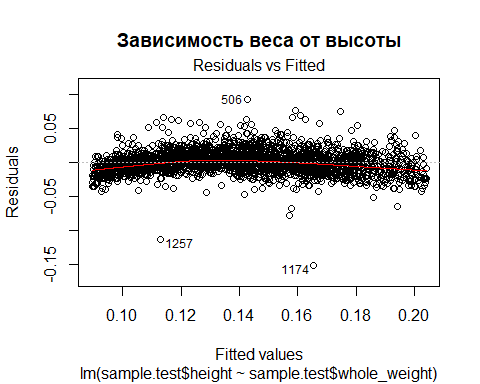 Зависимость веса от высоты
Residuals vs Fitted
Residuals
0.05
-0.05
-0.15
506
1257
1174
0.10 0.12 0.14 0.16 0.18 0.20
Fitted values
lm(sample.test$height ~ sample.test$whole_weight)